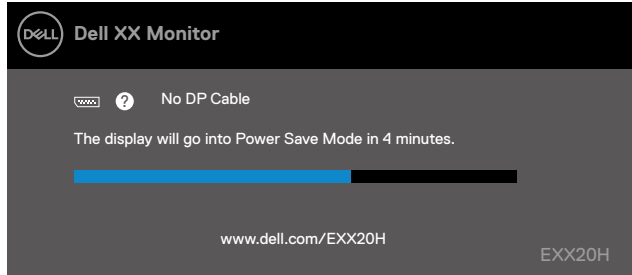 DELL Dell XX Monitor
? No DP Cable
The display will go into Power Save Mode in 4 minutes.
www.dell.com/EXX20H
EXX20H